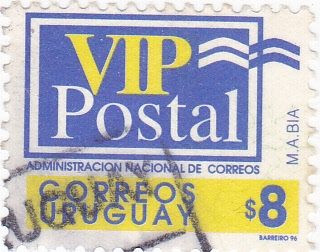 VIP
Postal
ADMINISTRACION NACIONAL DE CORREOS
M.A.BIA
CORREOS
URUGUAY
$8
BARREIRO 96